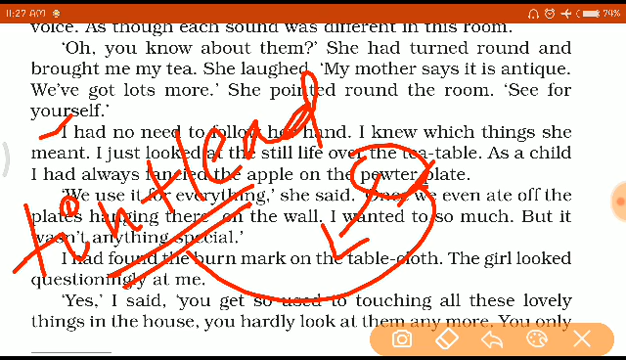 11:27 AM 79%
voice. As though each sound was different in this room.
‘Oh, you know about them?’ She had turned round and
brought me my tea. She laughed. ‘My mother says it is antique.
We’ve got lots more.’ She pointed round the room. ‘See for
yourself.’
I had no need to follow her hand. I knew which things she
meant. I just looked at the still life over the tea-table. As a child
I had always fancied the apple on the pewter plate.
‘We use it for everything,’ she said. ‘Once we even ate off the
plates hanging there on the wall. I wanted to so much. But it
wasn’t anything special.’
I had found the burn mark on the table-cloth. The girl looked
questioningly at me.
‘Yes,’ I said, ‘you get so used to touching all these lovely
things in the house, you hardly look at them any more. You only
tin + lead